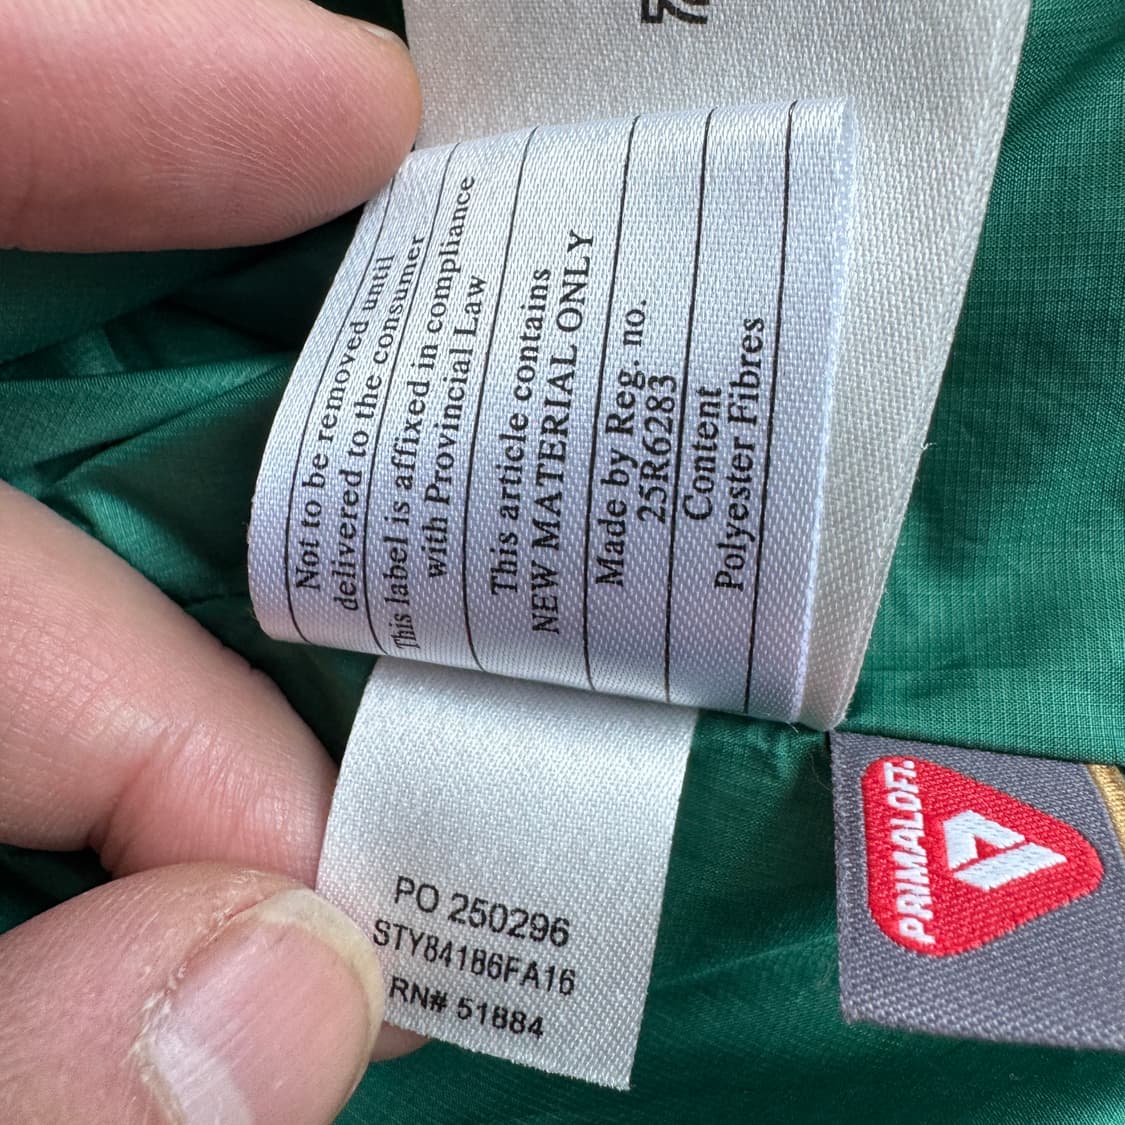 Not to be removed until
delivered to the consumer
This label is affixed in compliance
with Provincial Law
This article contains
NEW MATERIAL ONLY
Made by Reg. no.
25R6283
Content
Polyester Fibres
PO 250296
STY84186FA16
RN# 51884
PRIMALOFT.